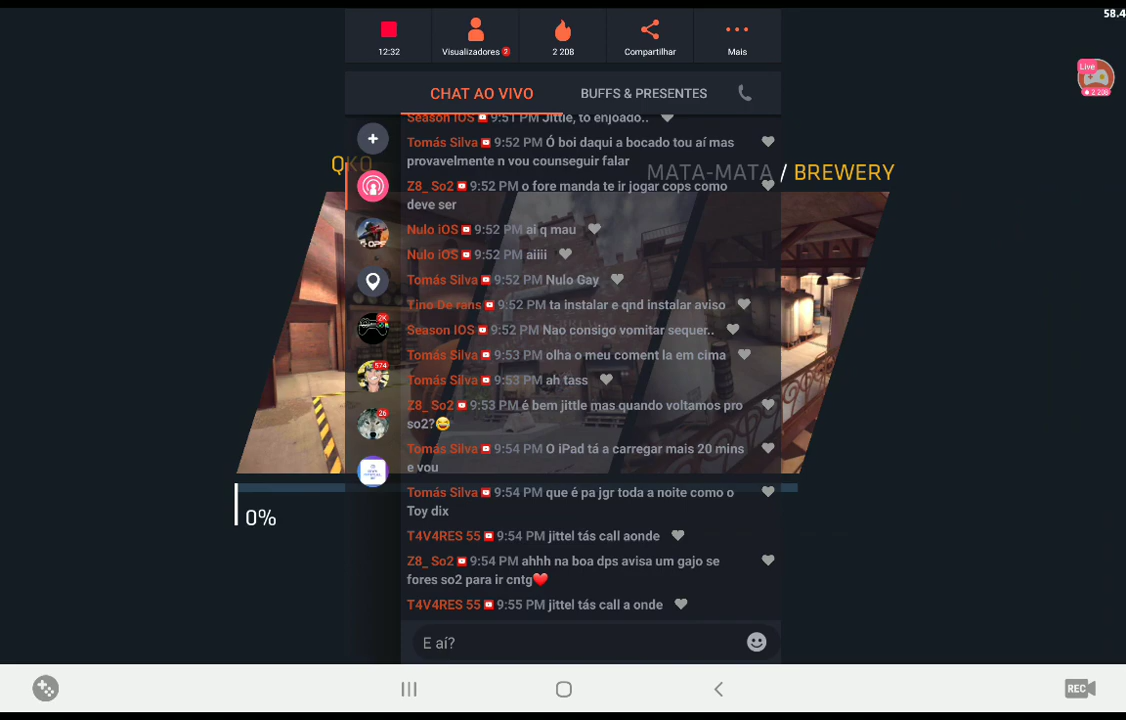 58.4
12:32
Visualizadores 2
2 208
Compartilhar
Mais
Live
2 208
CHAT AO VIVO
BUFFS & PRESENTES
Season IOS 9:51 PM Jittle, to enjoado..
Tomás Silva 9:52 PM Ó boi daqui a bocado tou aí mas
provavelmente n vou counseguir falar
QKO
MATA-MATA / BREWERY
Z8_ So2 9:52 PM o fore manda te ir jogar cops como
deve ser
Nulo iOS 9:52 PM ai q mau
OPS
Nulo iOS 9:52 PM aiiii
Tomás Silva 9:52 PM Nulo Gay
Tino De rans 9:52 PM ta instalar e qnd instalar aviso
2K
Season IOS 9:52 PM Nao consigo vomitar sequer..
Tomás Silva 9:53 PM olha o meu coment la em cima
574
Tomás Silva 9:53 PM ah tass
Z8_ So2 9:53 PM é bem jittle mas quando voltamos pro
so2?😂
26
Tomás Silva 9:54 PM O iPad tá a carregar mais 20 mins
e vou
Tomás Silva 9:54 PM que é pa jgr toda a noite como o
Toy dix
0%
T4V4RES 55 9:54 PM jittel tás call aonde
Z8_ So2 9:54 PM ahhh na boa dps avisa um gajo se
fores so2 para ir cntg❤️
T4V4RES 55 9:55 PM jittel tás call a onde
E aí?
REC